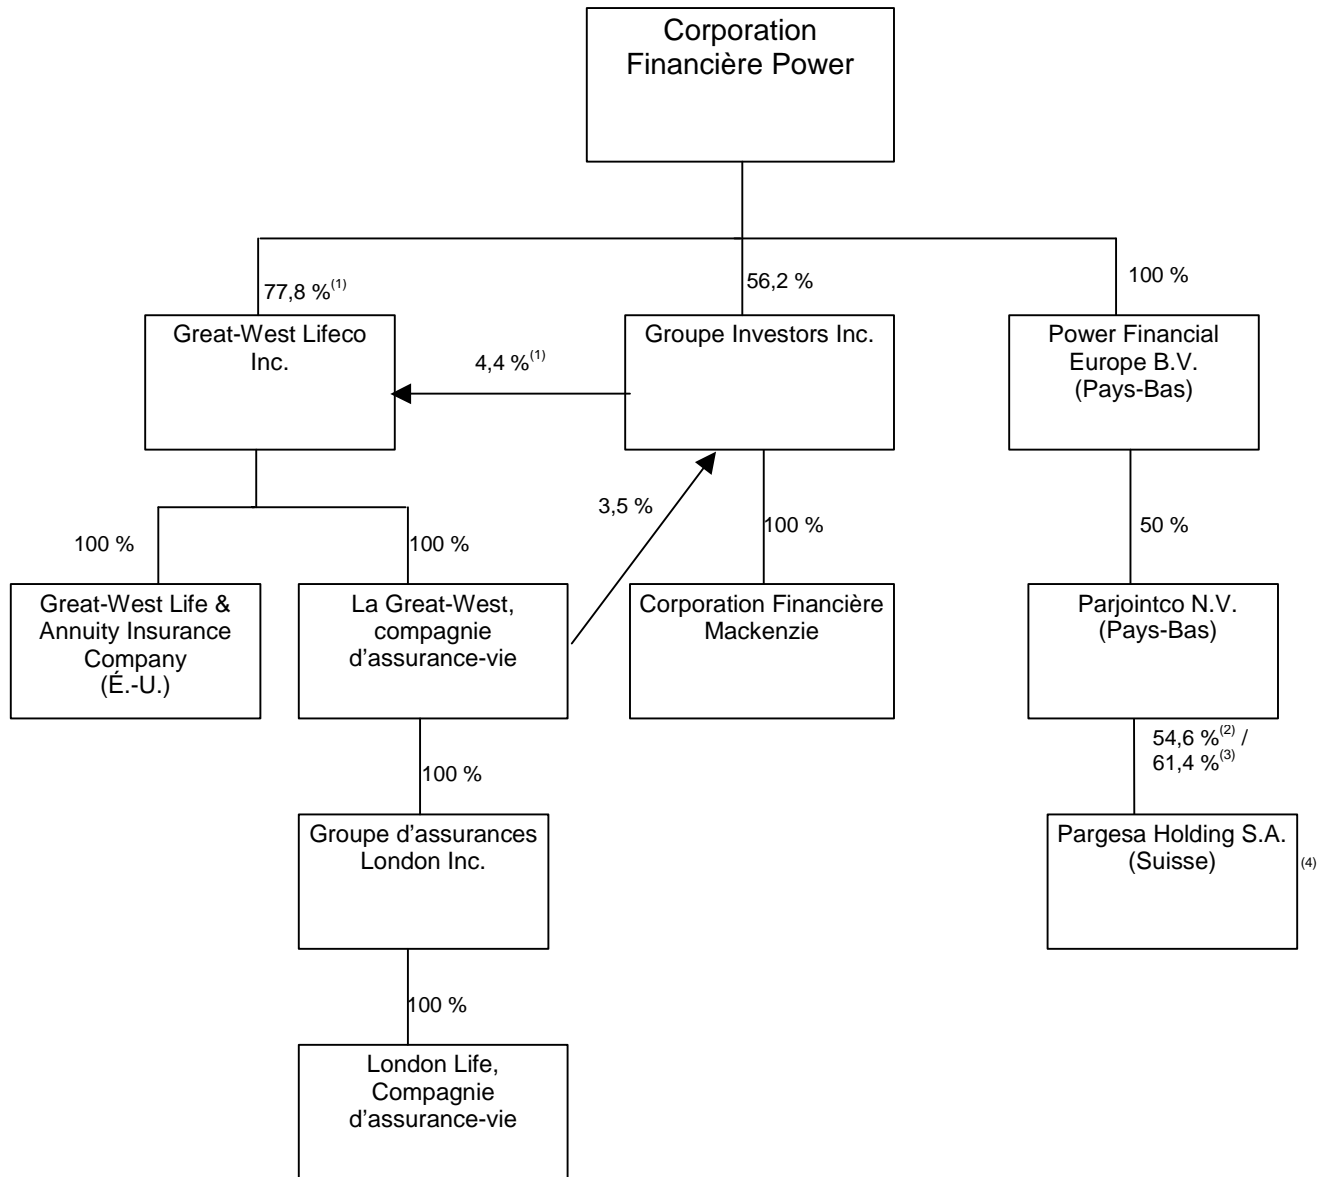 Corporation
Financière Power
77,8 %(1)
56,2 %
100 %
Great-West Lifeco
Inc.
4,4 %(1)
Groupe Investors Inc.
Power Financial
Europe B.V.
(Pays-Bas)
3,5 %
100 %
100 %
100 %
50 %
Great-West Life &
Annuity Insurance
Company
(É.-U.)
La Great-West,
compagnie
d'assurance-vie
Corporation Financière
Mackenzie
Parjointco N.V.
(Pays-Bas)
100 %
54,6 %(2) /
61,4 %(3)
Groupe d’assurances
London Inc.
Pargesa Holding S.A.
(Suisse)
(4)
100 %
London Life,
Compagnie
d'assurance-vie